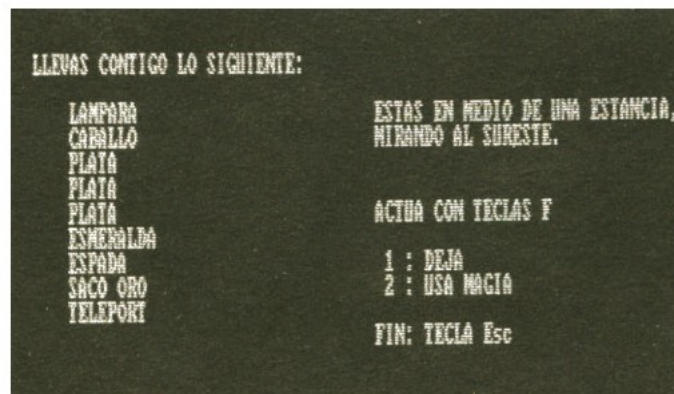 LLEVAS CONTIGO LO SIGUIENTE:
LAMPARA
CABALLO
PLATA
PLATA
PLATA
ESMERALDA
ESPADA
SACO ORO
TELEPORT
ESTAS EN MEDIO DE UNA ESTANCIA,
MIRANDO AL SURESTE.
ACTUA CON TECLAS F
1 : DEJA
2 : USA MAGIA
FIN: TECLA Esc